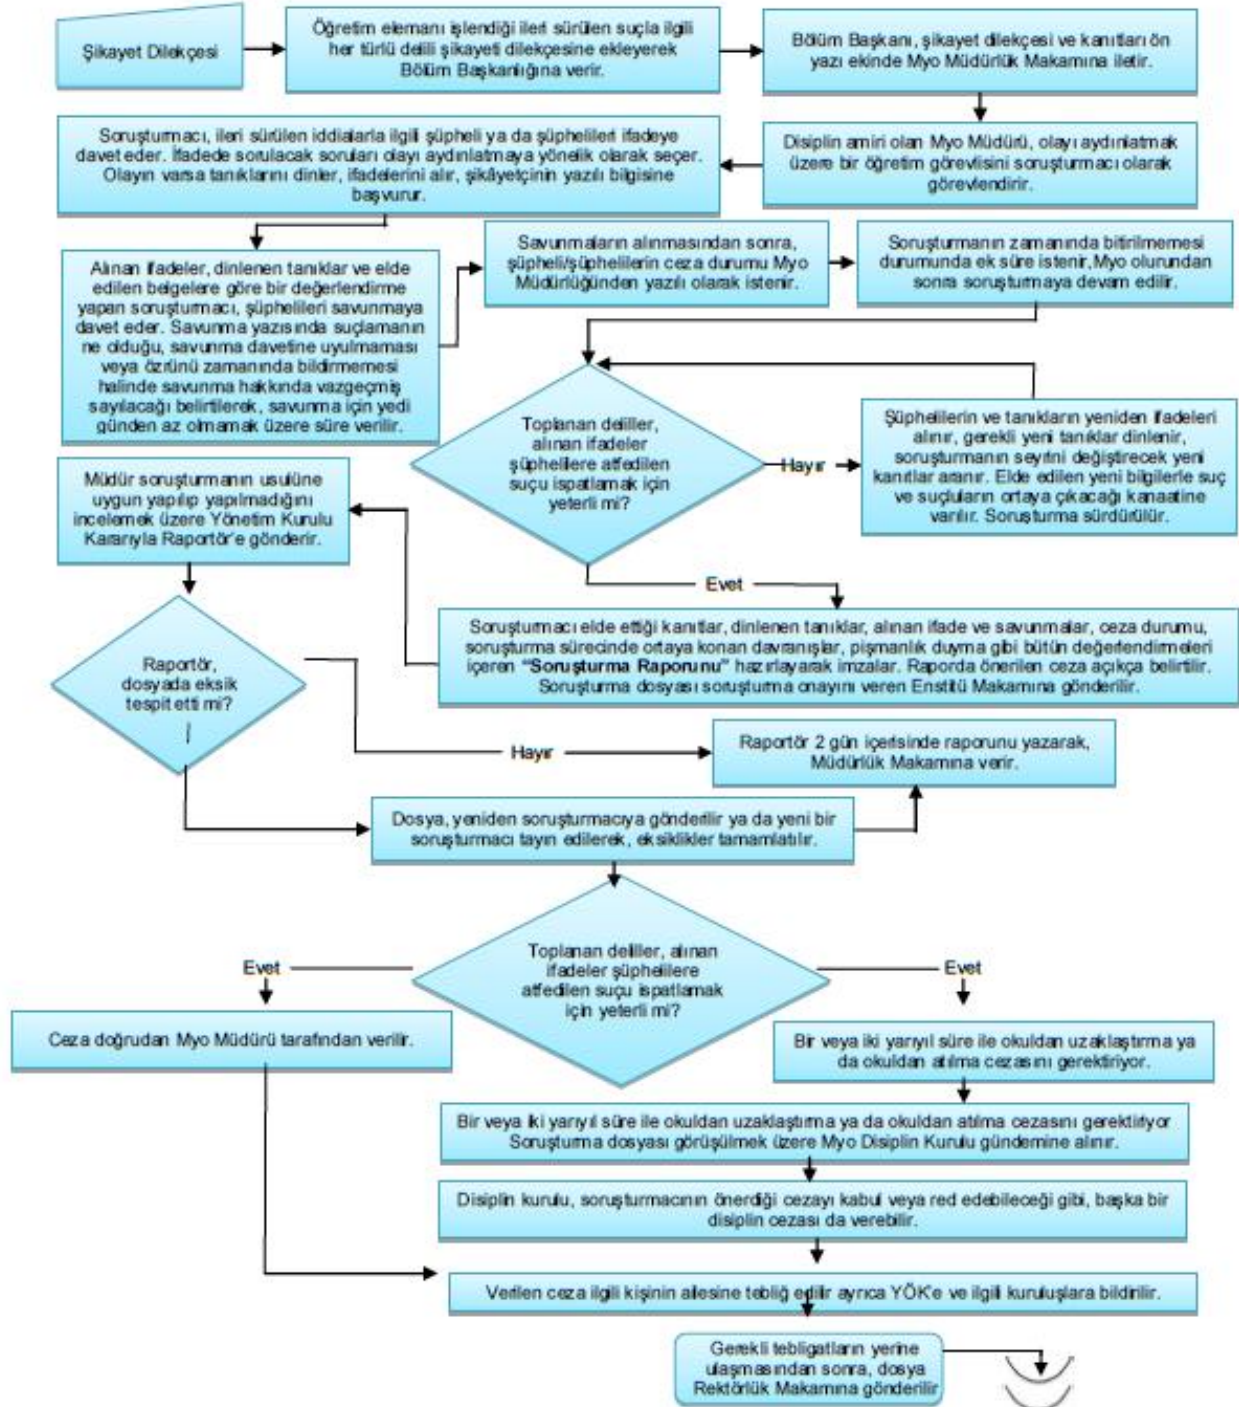 Şikayet Dilekçesi
Öğretim elemanı işlendiği ileri sürülen suçla ilgili
her türlü delili şikayeti dilekçesine ekleyerek
Bölüm Başkanlığına verir.
Bölüm Başkanı, şikayet dilekçesi ve kanıtları ön
yazı ekinde Myo Müdürlük Makamına iletir.
Disiplin amiri olan Myo Müdürü, olayı aydınlatmak
üzere bir öğretim görevlisini soruşturmacı olarak
görevlendirir.
Soruşturmacı, ileri sürülen iddialarla ilgili şüpheli ya da şüphelileri ifadeye
davet eder. İfadede sorulacak soruları olayı aydınlatmaya yönelik olarak seçer.
Olayın varsa tanıklarını dinler, ifadelerini alır, şikâyetçinin yazılı bilgisine
başvurur.
Alınan ifadeler, dinlenen tanıklar ve elde
edilen belgelere göre bir değerlendirme
yapan soruşturmacı, şüphelileri savunmaya
davet eder. Savunma yazısında suçlamanın
ne olduğu, savunma davetine uyulmaması
veya özrünü zamanında bildirmemesi
halinde savunma hakkında vazgeçmiş
sayılacağı belirtilerek, savunma için yedi
günden az olmamak üzere süre verilir.
Savunmaların alınmasından sonra,
şüpheli/şüphelilerin ceza durumu Myo
Müdürlüğünden yazılı olarak istenir.
Soruşturmanın zamanında bitirilmemesi
durumunda ek süre istenir,Myo olurundan
sonra soruşturmaya devam edilir.
Toplanan deliller,
alınan ifadeler
şüphelilere atfedilen
suçu ispatlamak için
yeterli mi?
Hayır
Şüphelilerin ve tanıkların yeniden ifadeleri
alınır, gerekli yeni tanıklar dinlenir,
soruşturmanın seyrini değiştirecek yeni
kanıtlar aranır. Elde edilen yeni bilgilerle suç
ve suçluların ortaya çıkacağı kanaatine
varılır. Soruşturma sürdürülür.
Evet
Soruşturmacı elde ettiği kanıtlar, dinlenen tanıklar, alınan ifade ve savunmalar, ceza durumu,
soruşturma sürecinde ortaya konan davranışlar, pişmanlık duyma gibi bütün değerlendirmeleri
içeren “Soruşturma Raporunu” hazırlayarak imzalar. Raporda önerilen ceza açıkça belirtilir.
Soruşturma dosyası soruşturma onayını veren Enstitü Makamına gönderilir.
Müdür soruşturmanın usulüne
uygun yapılıp yapılmadığını
incelemek üzere Yönetim Kurulu
Kararıyla Raportör'e gönderir.
Raportör,
dosyada eksik
tespit etti mi?
Hayır
Raportör 2 gün içerisinde raporunu yazarak,
Müdürlük Makamına verir.
Dosya, yeniden soruşturmacıya gönderilir ya da yeni bir
soruşturmacı tayin edilerek, eksiklikler tamamlatılır.
Toplanan deliller, alınan
ifadeler şüphelilere
atfedilen suçu ispatlamak
için yeterli mi?
Evet
Evet
Ceza doğrudan Myo Müdürü tarafından verilir.
Bir veya iki yarıyıl süre ile okuldan uzaklaştırma ya
da okuldan atılma cezasını gerektiriyor.
Bir veya iki yarıyıl süre ile okuldan uzaklaştırma ya da okuldan atılma cezasını gerektiriyor
Soruşturma dosyası görüşülmek üzere Myo Disiplin Kurulu gündemine alınır.
Disiplin kurulu, soruşturmacının önerdiği cezayı kabul veya red edebileceği gibi, başka bir
disiplin cezası da verebilir.
Verilen ceza ilgili kişinin ailesine tebliğ edilir ayrıca YÖK'e ve ilgili kuruluşlara bildirilir.
Gerekli tebligatların yerine
ulaşmasından sonra, dosya
Rektörlük Makamına gönderilir